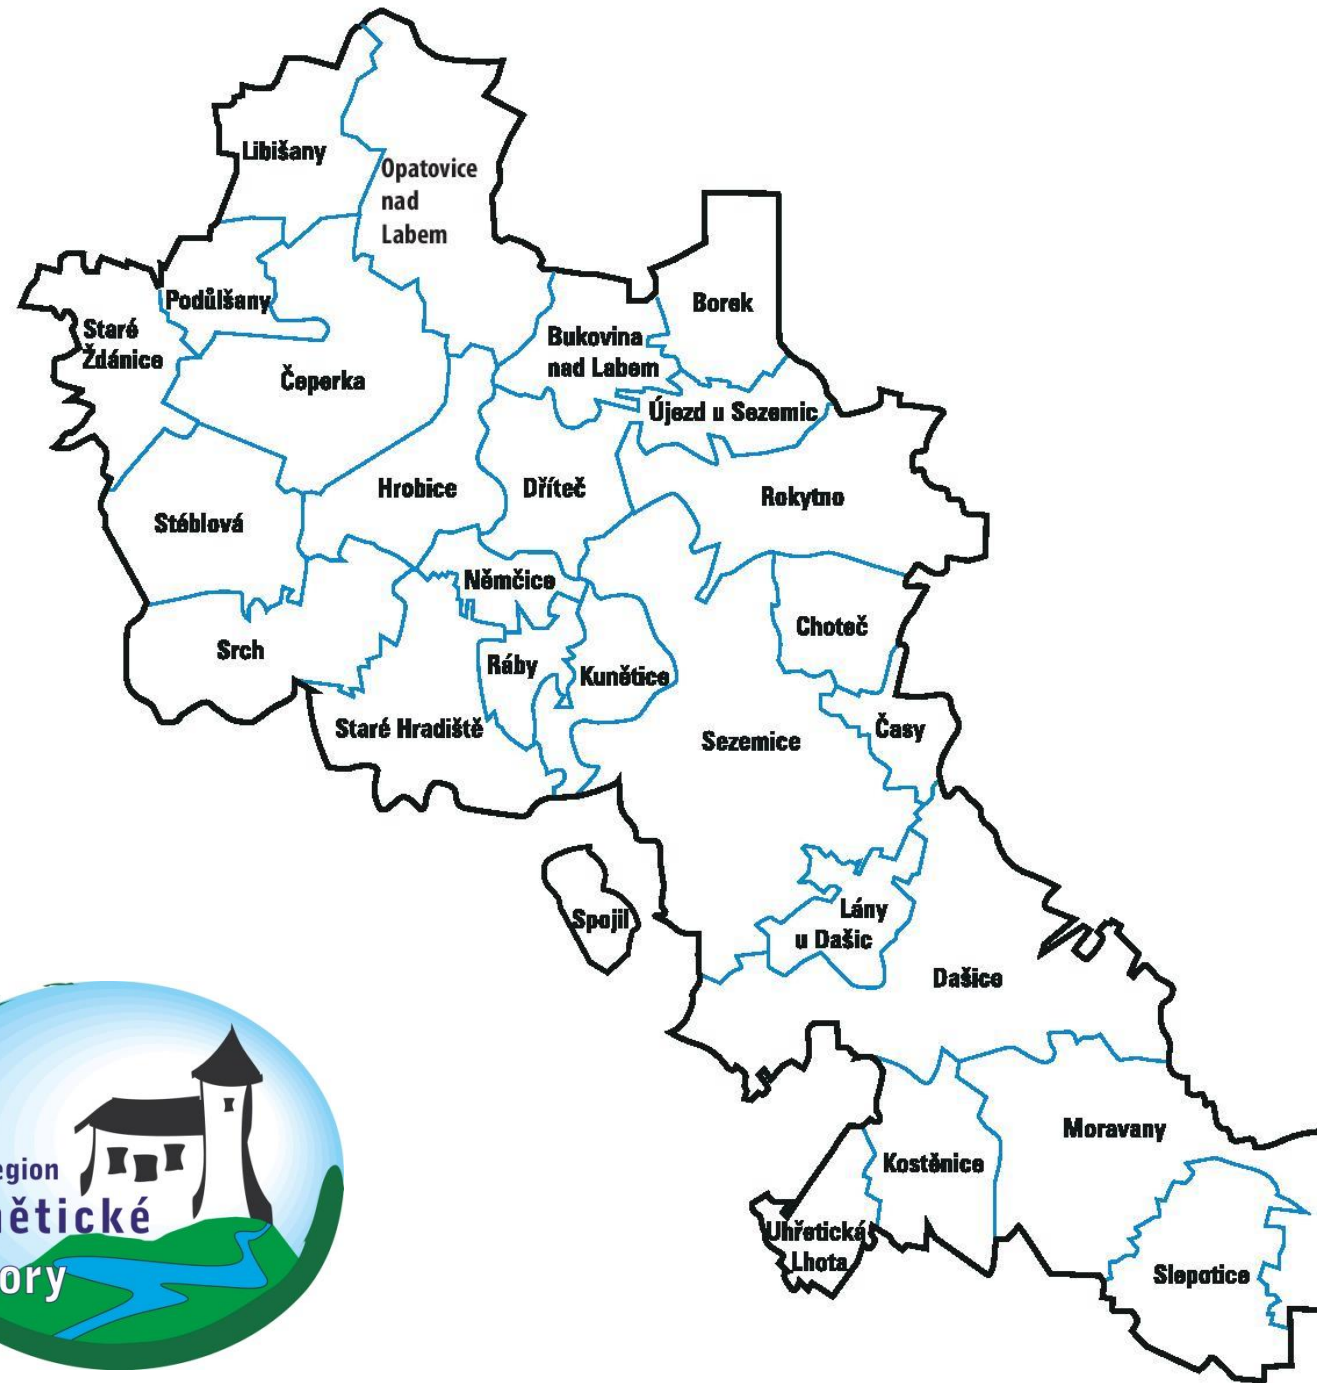 Libišany
Opatovice
nad
Labem
Podůlšany
Staré
Ždánice
Čeperka
Bukovina
nad Labem
Borek
Újezd u Sezemic
Hrobice
Dříteč
Rokytno
Stéblová
Němčice
Choteč
Srch
Ráby
Kunětice
Staré Hradiště
Sezemice
Časy
Spojil
Lány
u Dašic
Dašice
Moravany
Kostěnice
Uhřetická
Lhota
Slepotice
egion
ětické
ory